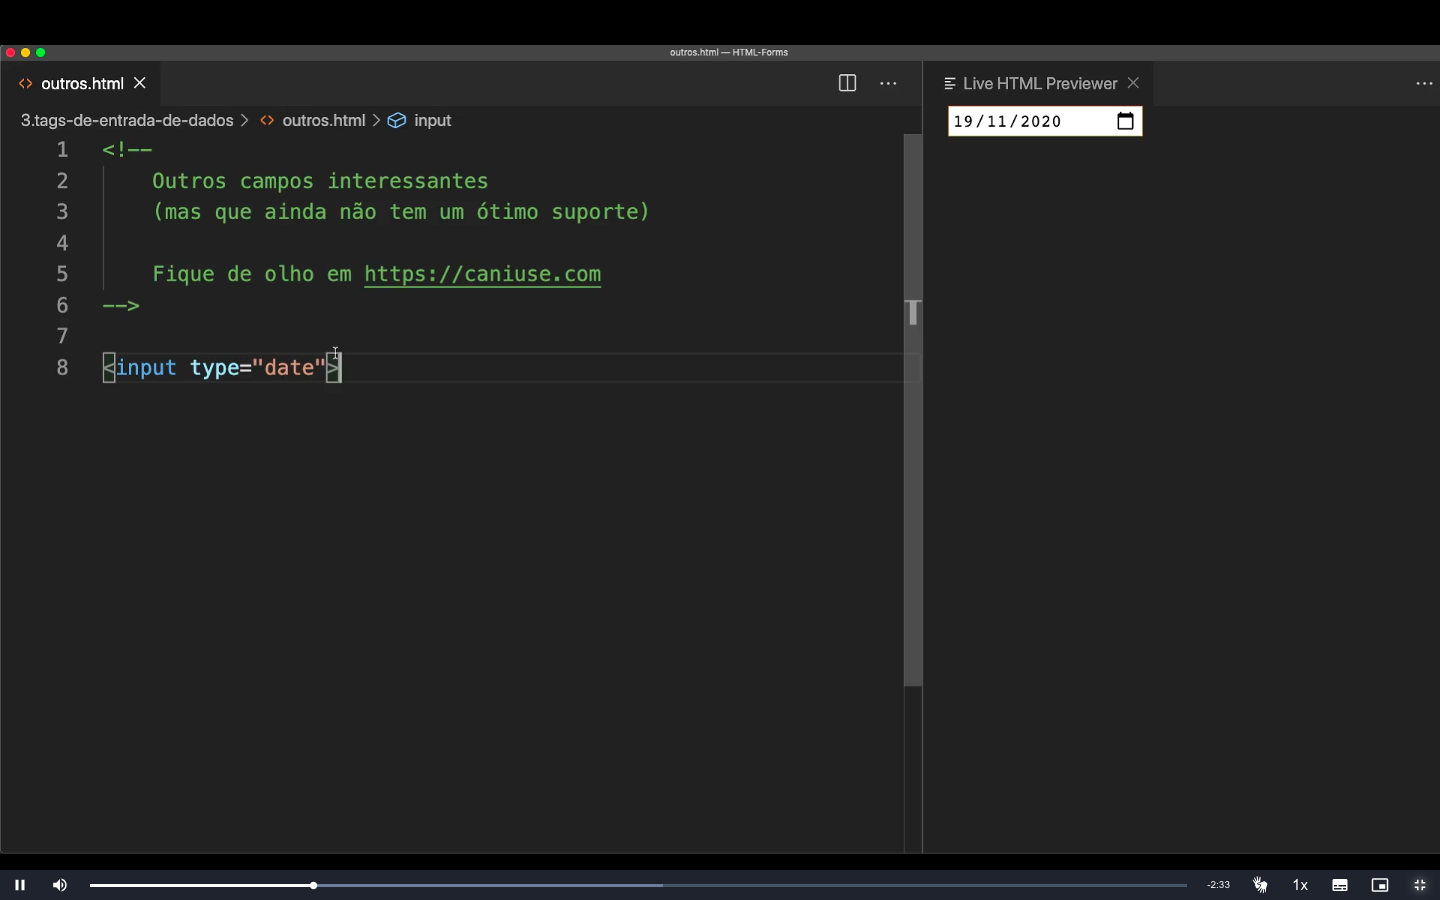 outros.html — HTML-Forms
outros.html
Live HTML Previewer
3.tags-de-entrada-de-dados > outros.html > input
19/11/2020
1 <!--
2 Outros campos interessantes
3 (mas que ainda não tem um ótimo suporte)
4
5 Fique de olho em https://caniuse.com
6 -->
7
8 <input type="date">
-2:33
1x